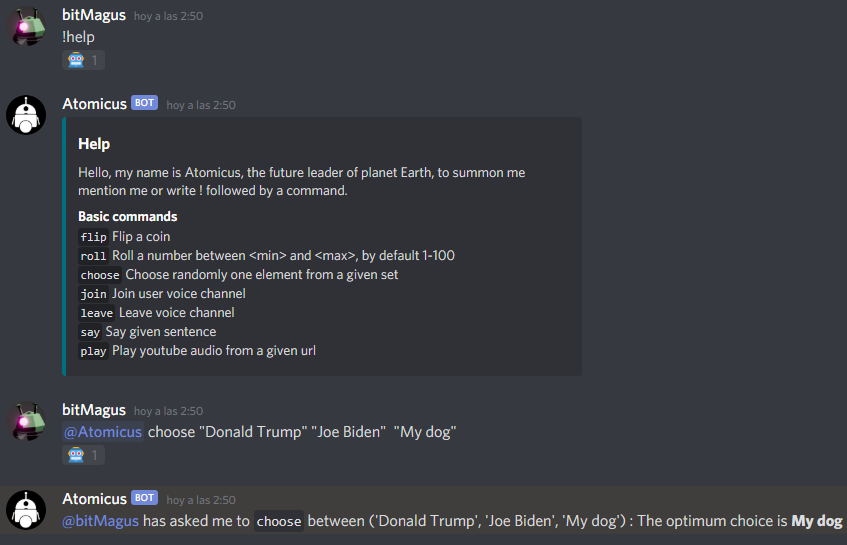 bitMagus hoy a las 2:50
!help
1
Atomicus BOT hoy a las 2:50
Help
Hello, my name is Atomicus, the future leader of planet Earth, to summon me
mention me or write ! followed by a command.
Basic commands
flip Flip a coin
roll Roll a number between <min> and <max>, by default 1-100
choose Choose randomly one element from a given set
join Join user voice channel
leave Leave voice channel
say Say given sentence
play Play youtube audio from a given url
bitMagus hoy a las 2:50
@Atomicus choose "Donald Trump" "Joe Biden"  "My dog"
1
Atomicus BOT hoy a las 2:50
@bitMagus has asked me to choose between ('Donald Trump', 'Joe Biden', 'My dog') : The optimum choice is My dog